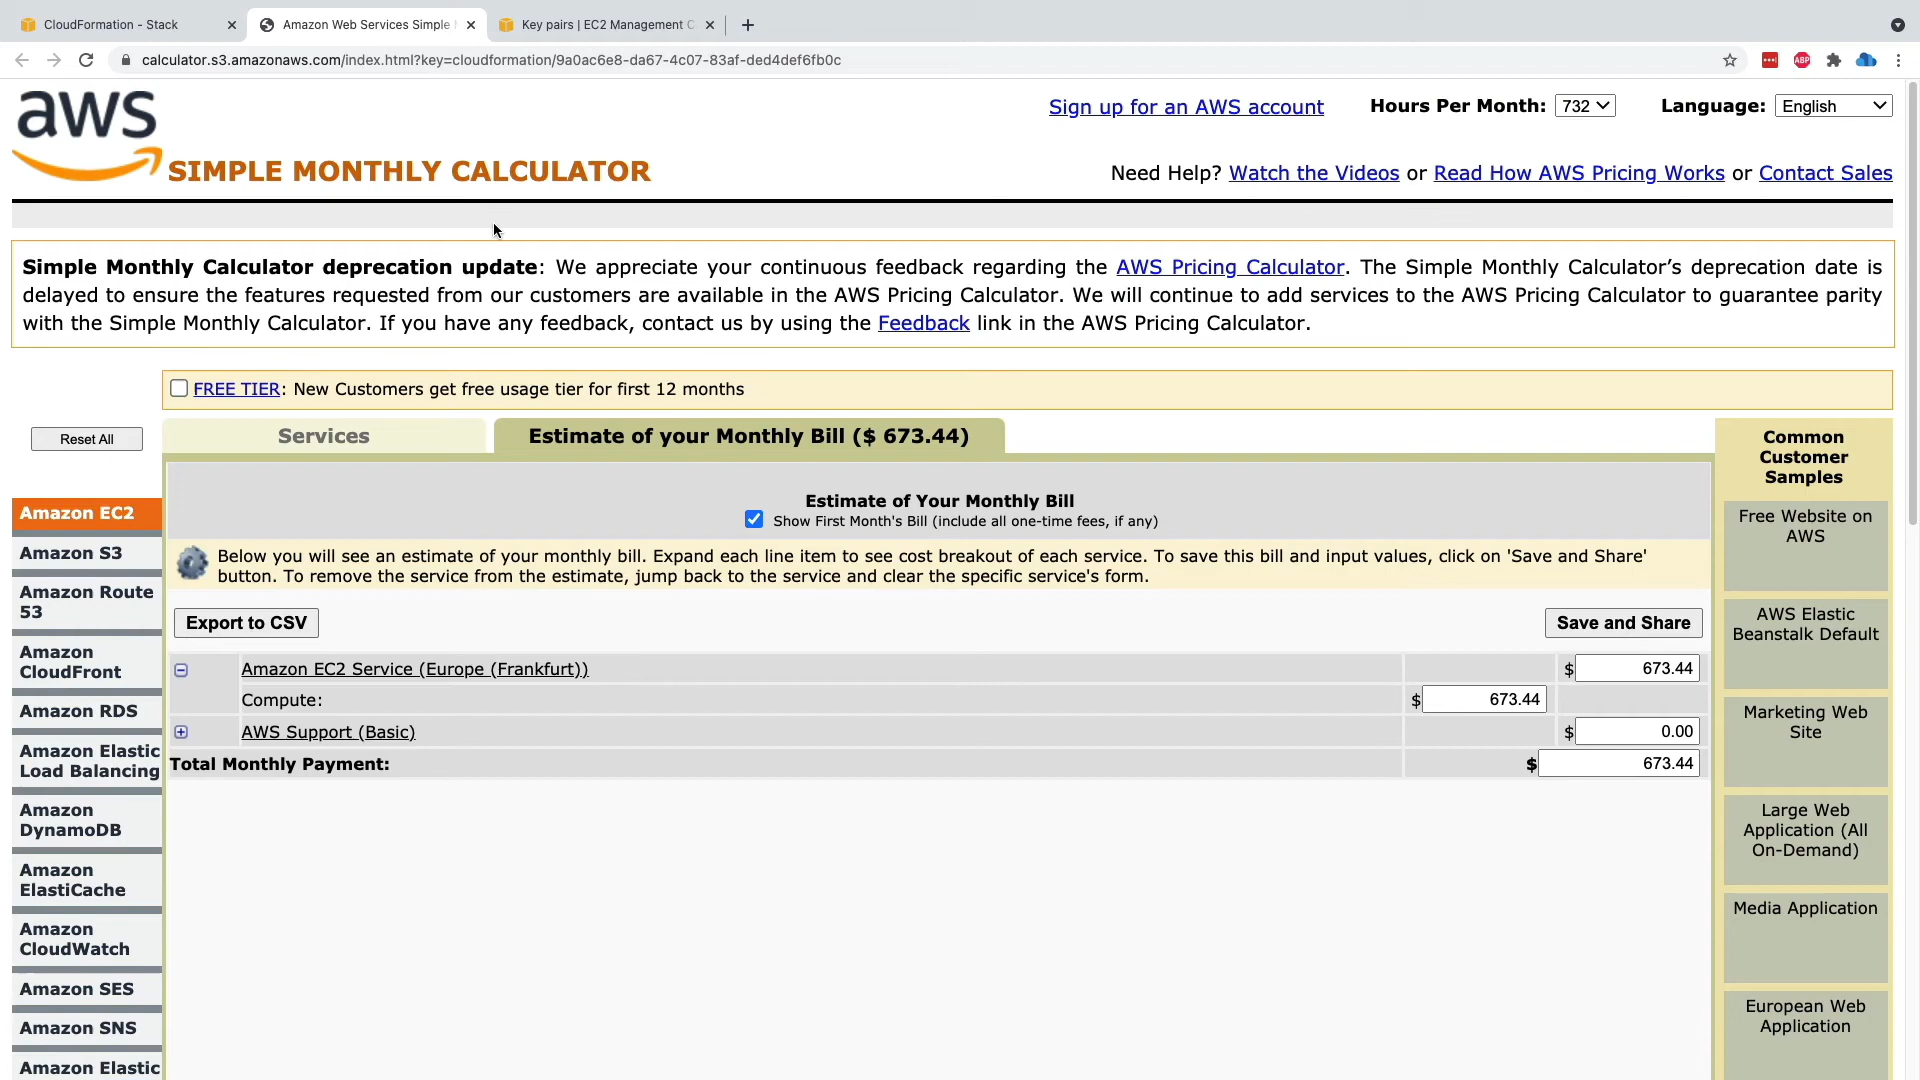 CloudFormation - Stack
Amazon Web Services Simple
Key pairs | EC2 Management C
calculator.s3.amazonaws.com/index.html?key=cloudformation/9a0ac6e8-da67-4c07-83af-ded4def6fb0c
ABP
aws
SIMPLE MONTHLY CALCULATOR
Sign up for an AWS account
Hours Per Month: 732
Language: English
Need Help? Watch the Videos or Read How AWS Pricing Works or Contact Sales
Simple Monthly Calculator deprecation update: We appreciate your continuous feedback regarding the AWS Pricing Calculator. The Simple Monthly Calculator’s deprecation date is
delayed to ensure the features requested from our customers are available in the AWS Pricing Calculator. We will continue to add services to the AWS Pricing Calculator to guarantee parity
with the Simple Monthly Calculator. If you have any feedback, contact us by using the Feedback link in the AWS Pricing Calculator.
FREE TIER: New Customers get free usage tier for first 12 months
Reset All
Services
Estimate of your Monthly Bill ($ 673.44)
Estimate of Your Monthly Bill
Show First Month's Bill (include all one-time fees, if any)
Below you will see an estimate of your monthly bill. Expand each line item to see cost breakout of each service. To save this bill and input values, click on 'Save and Share'
button. To remove the service from the estimate, jump back to the service and clear the specific service's form.
Export to CSV
Save and Share
Amazon EC2 Service (Europe (Frankfurt)) $ 673.44
Compute: $ 673.44
AWS Support (Basic) $ 0.00
Total Monthly Payment: $ 673.44
Amazon EC2
Amazon S3
Amazon Route
53
Amazon
CloudFront
Amazon RDS
Amazon Elastic
Load Balancing
Amazon
DynamoDB
Amazon
ElastiCache
Amazon
CloudWatch
Amazon SES
Amazon SNS
Amazon Elastic
Common
Customer
Samples
Free Website on
AWS
AWS Elastic
Beanstalk Default
Marketing Web
Site
Large Web
Application (All
On-Demand)
Media Application
European Web
Application